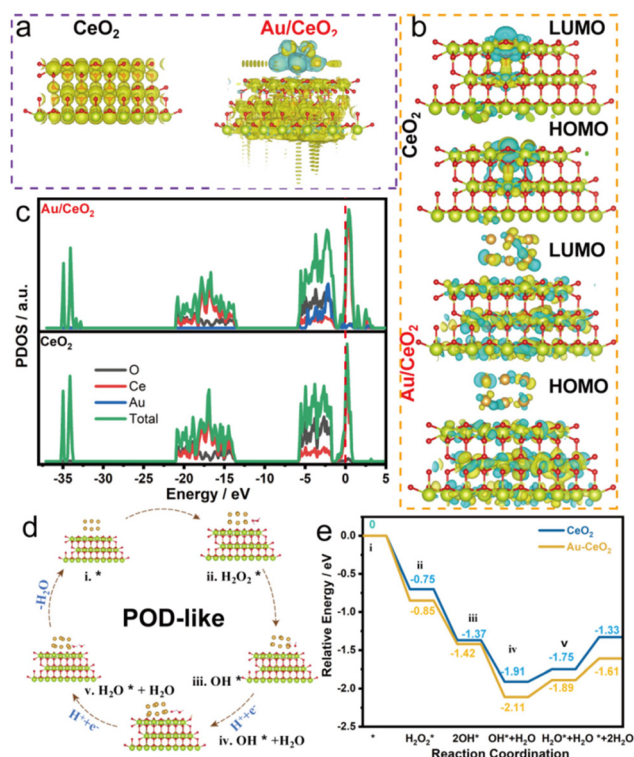 a
CeO2
Au/CeO2
b
LUMO
CeO2
HOMO
LUMO
Au/CeO2
HOMO
c
Au/CeO2
CeO2
PDOS / a.u.
O
Ce
Au
Total
-35 -30 -25 -20 -15 -10 -5 0 5
Energy / eV
d
i. *
ii. H2O2 *
-H2O
POD-like
iii. OH *
v. H2O * + H2O
H++e-
H++e-
iv. OH * +H2O
e
0
CeO2
Au-CeO2
i
ii
-0.75
-0.85
iii
-1.37
-1.42
iv
-1.91
-2.11
v
-1.75
-1.89
-1.33
-1.61
0.0
-0.5
-1.0
-1.5
-2.0
-2.5
Relative Energy / eV
* H2O2* 2OH* OH*+H2O H2O*+H2O *+2H2O
Reaction Coordination